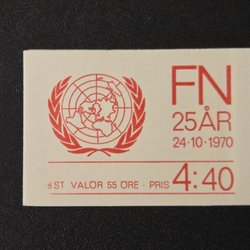 FN
25 ÅR
24·10·1970
8 ST VALÖR 55 ÖRE · PRIS 4:40